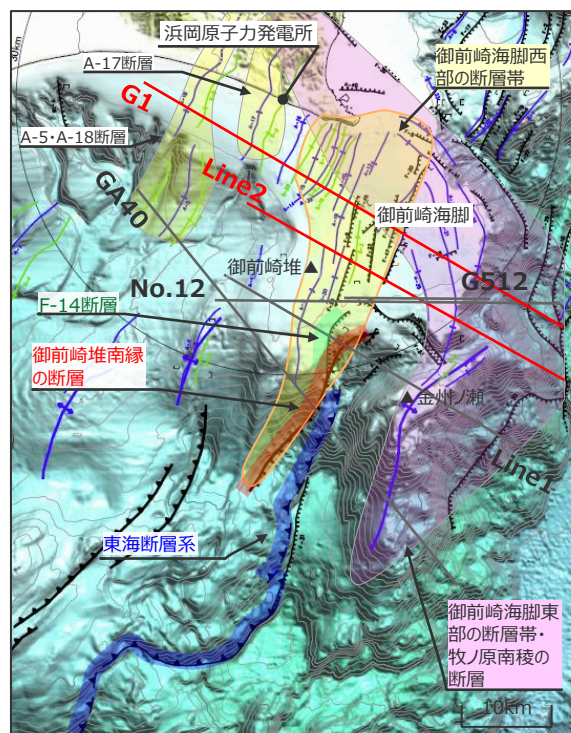 浜岡原子力発電所
30km
A-17断層
御前崎海脚西
部の断層帯
G1
A-5・A-18断層
Line2
GA40
御前崎海脚
御前崎堆
No.12
G512
F-14断層
御前崎堆南縁
の断層
金州ノ瀬
Line1
東海断層系
御前崎海脚東
部の断層帯・
牧ノ原南稜の
断層
10km